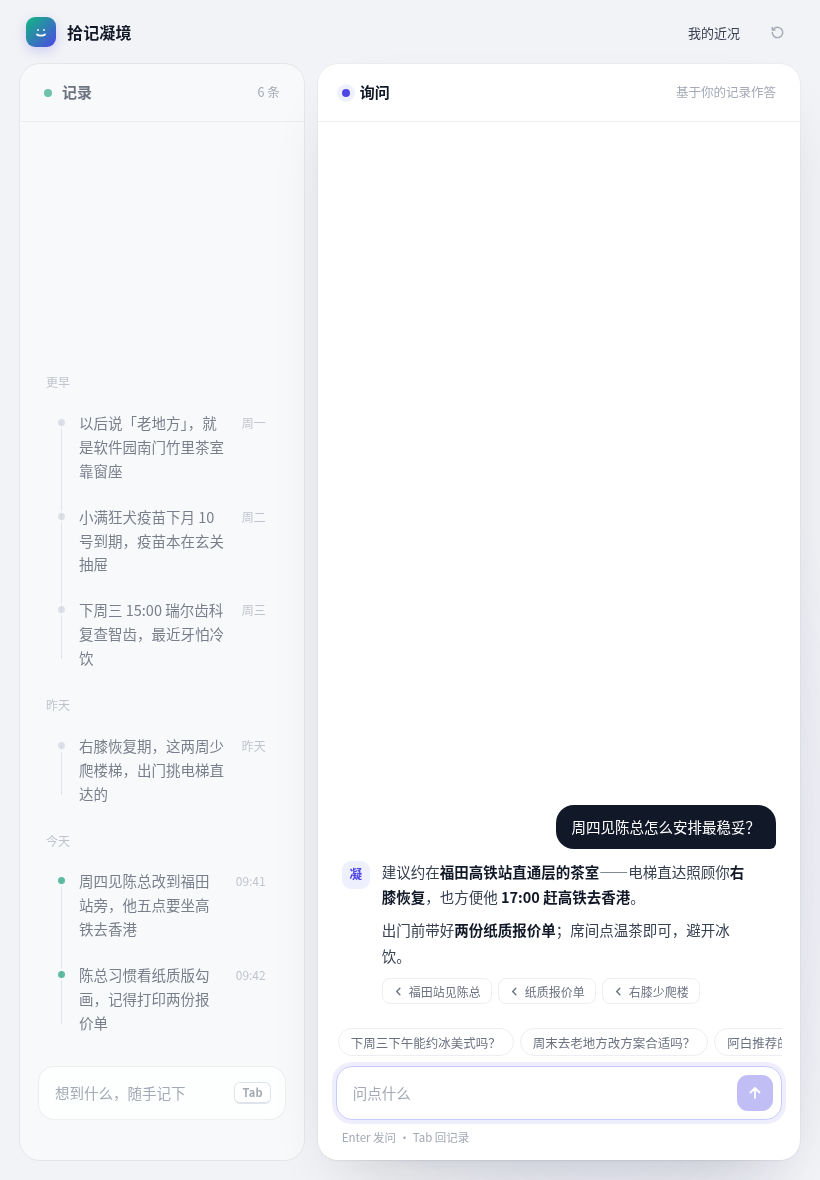 拾记凝境
我的近况
记录
6 条
更早
以后说「老地方」，就
是软件园南门竹里茶室
靠窗座
周一
小满狂犬疫苗下月 10
号到期，疫苗本在玄关
抽屉
周二
下周三 15:00 瑞尔齿科
复查智齿，最近牙怕冷
饮
周三
昨天
右膝恢复期，这两周少
爬楼梯，出门挑电梯直
达的
昨天
今天
周四见陈总改到福田
站旁，他五点要坐高
铁去香港
09:41
陈总习惯看纸质版勾
画，记得打印两份报
价单
09:42
想到什么，随手记下
Tab
询问
基于你的记录作答
周四见陈总怎么安排最稳妥？
凝
建议约在福田高铁站直通层的茶室——电梯直达照顾你右
膝恢复，也方便他 17:00 赶高铁去香港。
出门前带好两份纸质报价单；席间点温茶即可，避开冰
饮。
福田站见陈总
纸质报价单
右膝少爬楼
下周三下午能约冰美式吗？
周末去老地方改方案合适吗？
阿白推荐的
问点什么
Enter 发问 · Tab 回记录